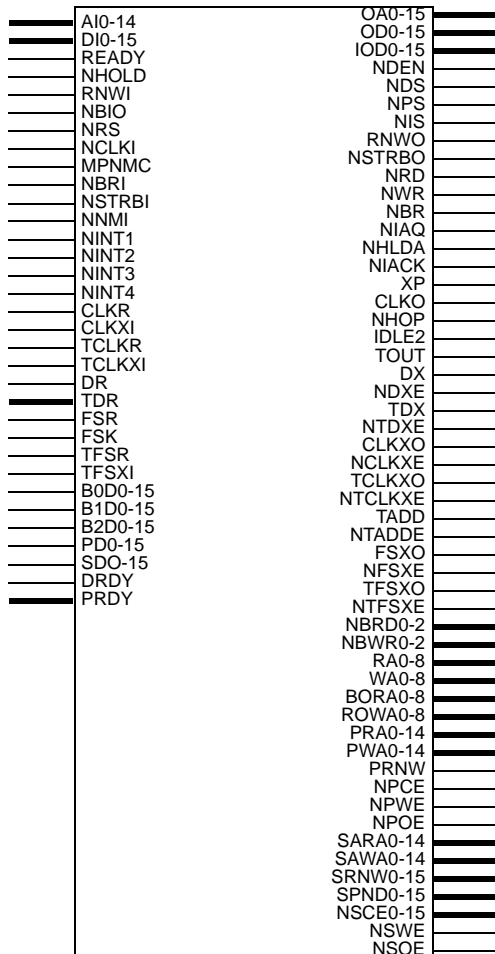 AI0-14
DI0-15
READY
NHOLD
RNWI
NBIO
NRS
NCLKI
MPNMC
NBRI
NSTRBI
NNMI
NINT1
NINT2
NINT3
NINT4
CLKR
CLKXI
TCLKR
TCLKXI
DR
TDR
FSR
FSK
TFSR
TFSXI
B0D0-15
B1D0-15
B2D0-15
PD0-15
SDO-15
DRDY
PRDY
OA0-15
OD0-15
IOD0-15
NDEN
NDS
NPS
NIS
RNWO
NSTRBO
NRD
NWR
NBR
NIAQ
NHLDA
NIACK
XP
CLKO
NHOP
IDLE2
TOUT
DX
NDXE
TDX
NTDXE
CLKXO
NCLKXE
TCLKXO
NTCLKXE
TADD
NTADDE
FSXO
NFSXE
TFSXO
NTFSXE
NBRD0-2
NBWR0-2
RA0-8
WA0-8
BORA0-8
ROWA0-8
PRA0-14
PWA0-14
PRNW
NPCE
NPWE
NPOE
SARA0-14
SAWA0-14
SRNW0-15
SPND0-15
NSCE0-15
NSWE
NSOE